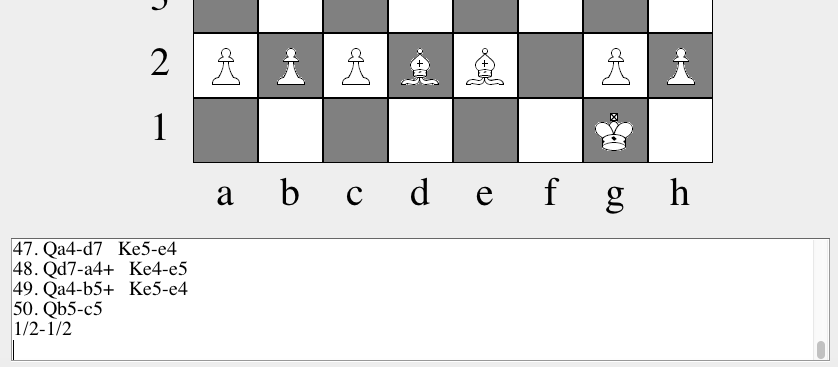 3
2
1
a b c d e f g h
47. Qa4-d7 Ke5-e4
48. Qd7-a4+ Ke4-e5
49. Qa4-b5+ Ke5-e4
50. Qb5-c5
1/2-1/2